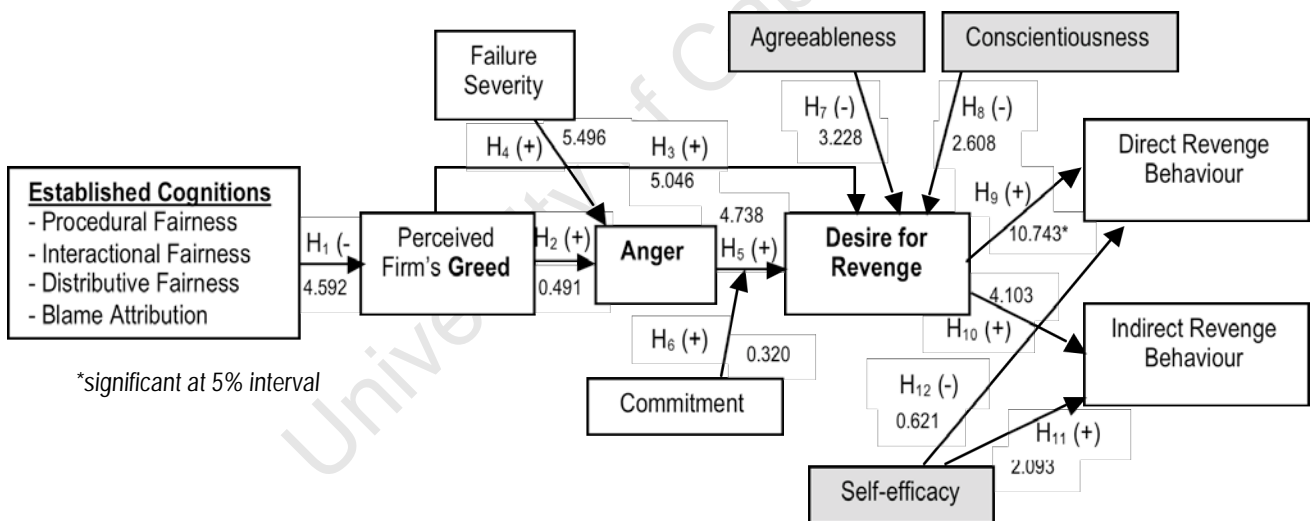 Agreeableness
Conscientiousness
Failure
Severity
H₇ (-)
3.228
H₈ (-)
2.608
H₄ (+)
5.496
H₃ (+)
5.046
Direct Revenge
Behaviour
Established Cognitions
- Procedural Fairness
- Interactional Fairness
- Distributive Fairness
- Blame Attribution
H₁ (-
4.592
Perceived
Firm's Greed
H₂ (+)
0.491
Anger
4.738
H₅ (+)
Desire for
Revenge
H₉ (+)
10.743*
4.103
H₁₀ (+)
Indirect Revenge
Behaviour
H₆ (+)
0.320
*significant at 5% interval
Commitment
H₁₂ (-)
0.621
H₁₁ (+)
2.093
Self-efficacy
University of Cap